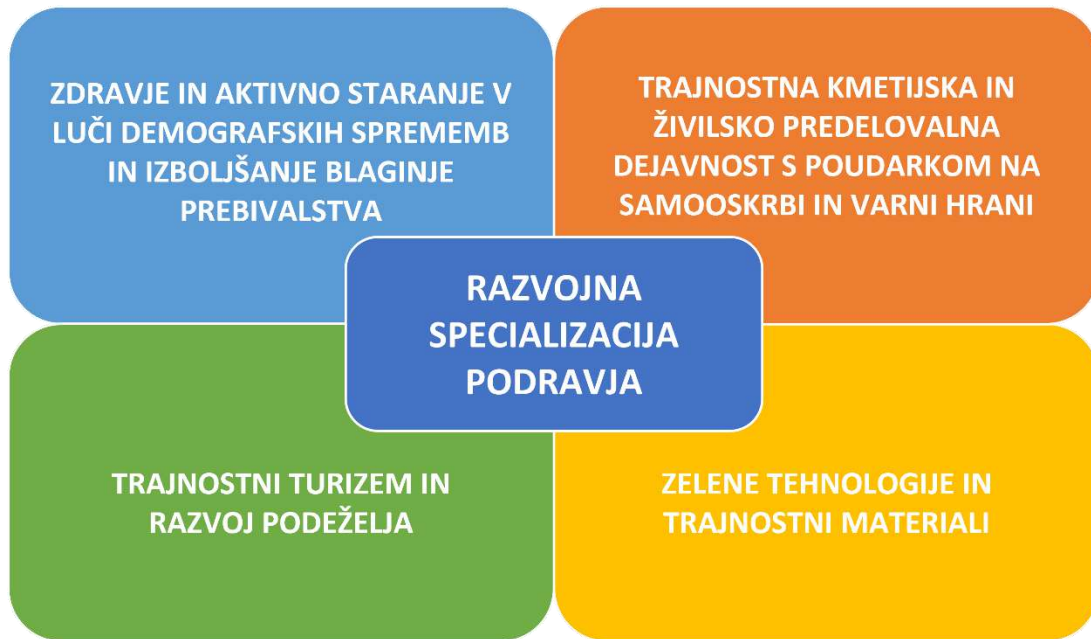 ZDRAVJE IN AKTIVNO STARANJE V
LUČI DEMOGRAFSKIH SPREMEMB
IN IZBOLJŠANJE BLAGINJE
PREBIVALSTVA
TRAJNOSTNA KMETIJSKA IN
ŽIVILSKO PREDELOVALNA
DEJAVNOST S POUDARKOM NA
SAMOOSKRBI IN VARNI HRANI
RAZVOJNA
SPECIALIZACIJA
PODRAVJA
TRAJNOSTNI TURIZEM IN
RAZVOJ PODEŽELJA
ZELENE TEHNOLOGIJE IN
TRAJNOSTNI MATERIALI